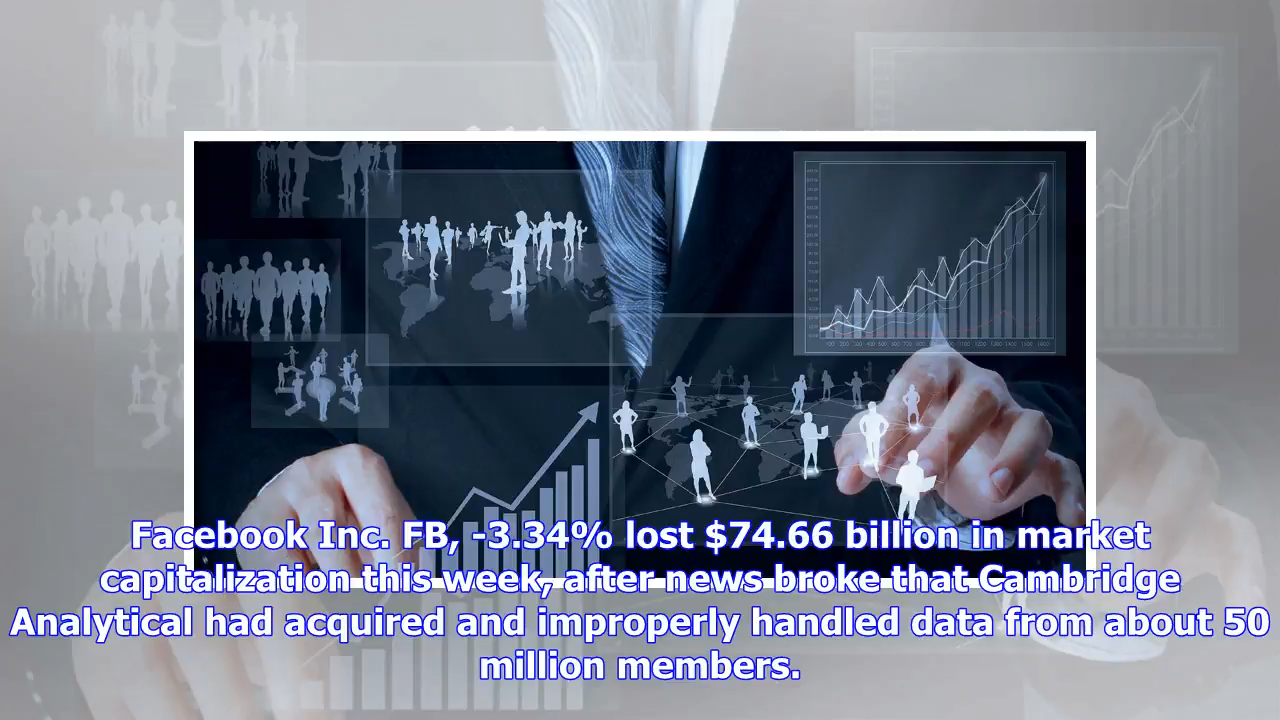 Facebook Inc. FB, -3.34% lost $74.66 billion in market
capitalization this week, after news broke that Cambridge
Analytical had acquired and improperly handled data from about 50
million members.